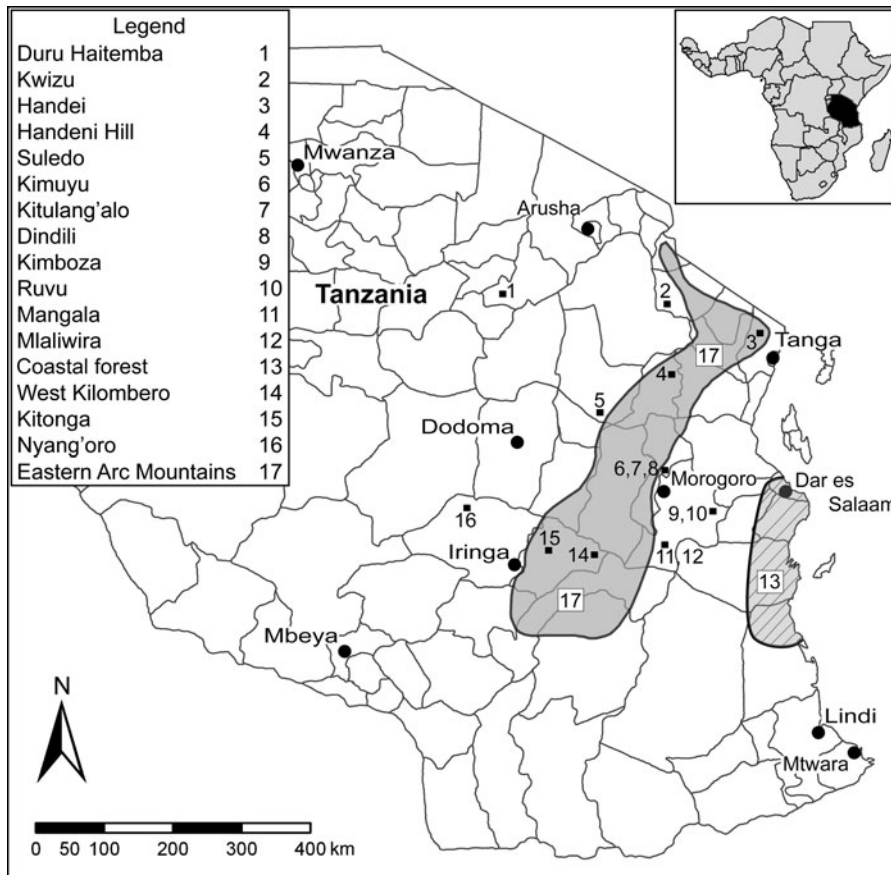 Legend
Duru Haitemba 1
Kwizu 2
Handei 3
Handeni Hill 4
Suledo 5
Kimuyu 6
Kitulang'alo 7
Dindili 8
Kimboza 9
Ruvu 10
Mangala 11
Mlaliwira 12
Coastal forest 13
West Kilombero 14
Kitonga 15
Nyang'oro 16
Eastern Arc Mountains 17
Mwanza
Arusha
Tanzania
1
2
3
Tanga
17
4
5
Dodoma
6,7,8
Morogoro
Dar es
Salaam
9,10
16
15
14
11
12
Iringa
13
17
Mbeya
N
Lindi
Mtwara
0 50 100 200 300 400 km